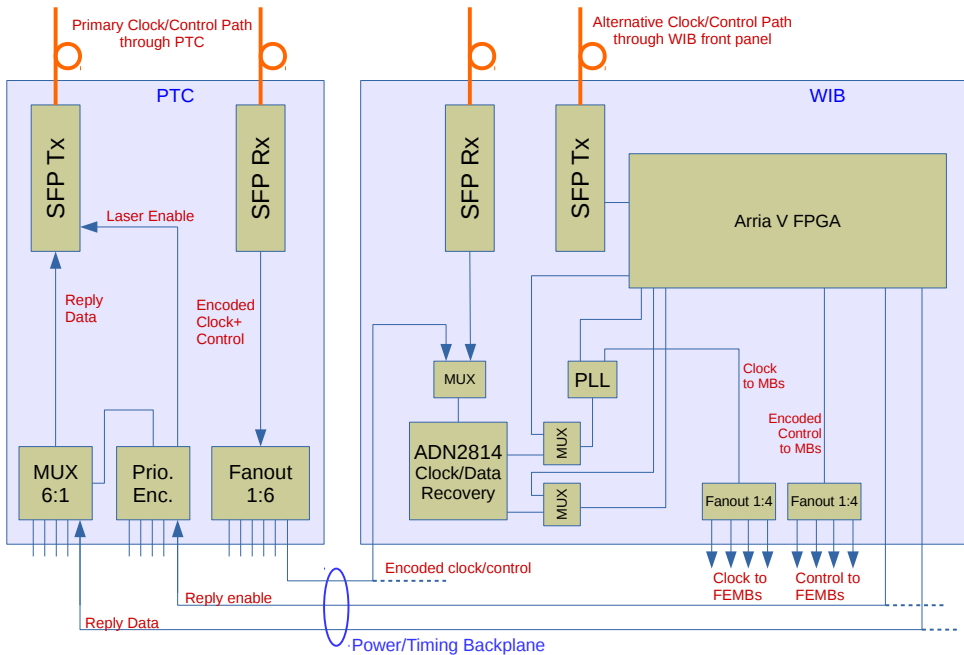 Primary Clock/Control Path
through PTC
Alternative Clock/Control Path
through WIB front panel
PTC
WIB
SFP Tx
SFP Rx
SFP Rx
SFP Tx
Arria V FPGA
Laser Enable
Reply
Data
Encoded
Clock+
Control
MUX
PLL
Clock
to MBs
Encoded
Control
to MBs
ADN2814
Clock/Data
Recovery
MUX
MUX
MUX
6:1
Prio.
Enc.
Fanout
1:6
Fanout 1:4
Fanout 1:4
Encoded clock/control
Clock to
FEMBs
Control to
FEMBs
Reply enable
Reply Data
Power/Timing Backplane